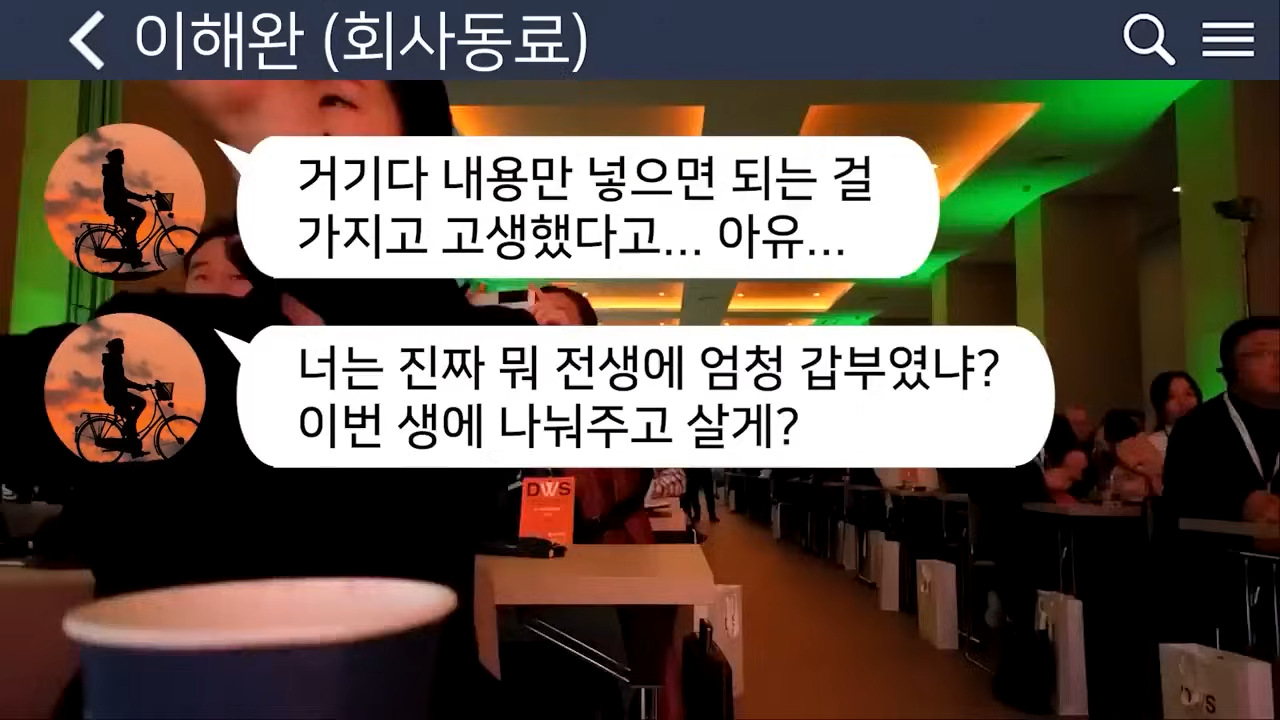 이해완 (회사동료)
거기다 내용만 넣으면 되는 걸
가지고 고생했다고... 아유...
너는 진짜 뭐 전생에 엄청 갑부였냐?
이번 생에 나눠주고 살게?
DWS
DWS